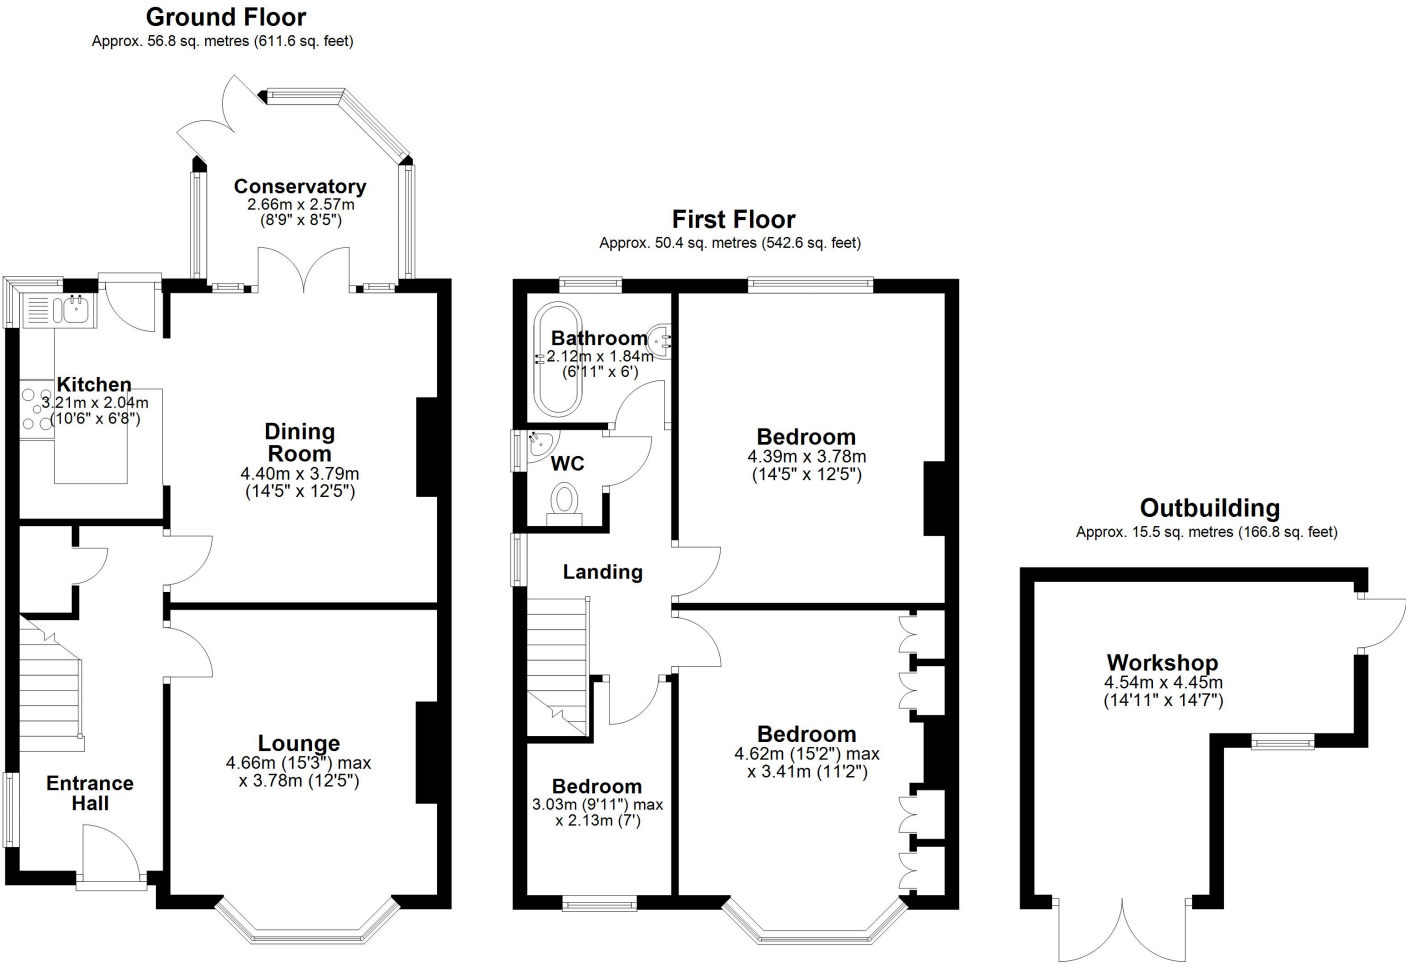 Ground Floor
Approx. 56.8 sq. metres (611.6 sq. feet)
Conservatory
2.66m x 2.57m
(8'9" x 8'5")
Kitchen
3.21m x 2.04m
(10'6" x 6'8")
Dining
Room
4.40m x 3.79m
(14'5" x 12'5")
Lounge
4.66m (15'3") max
x 3.78m (12'5")
Entrance
Hall
First Floor
Approx. 50.4 sq. metres (542.6 sq. feet)
Bathroom
2.12m x 1.84m
(6'11" x 6')
WC
Bedroom
4.39m x 3.78m
(14'5" x 12'5")
Landing
Bedroom
4.62m (15'2") max
x 3.41m (11'2")
Bedroom
3.03m (9'11") max
x 2.13m (7')
Outbuilding
Approx. 15.5 sq. metres (166.8 sq. feet)
Workshop
4.54m x 4.45m
(14'11" x 14'7")